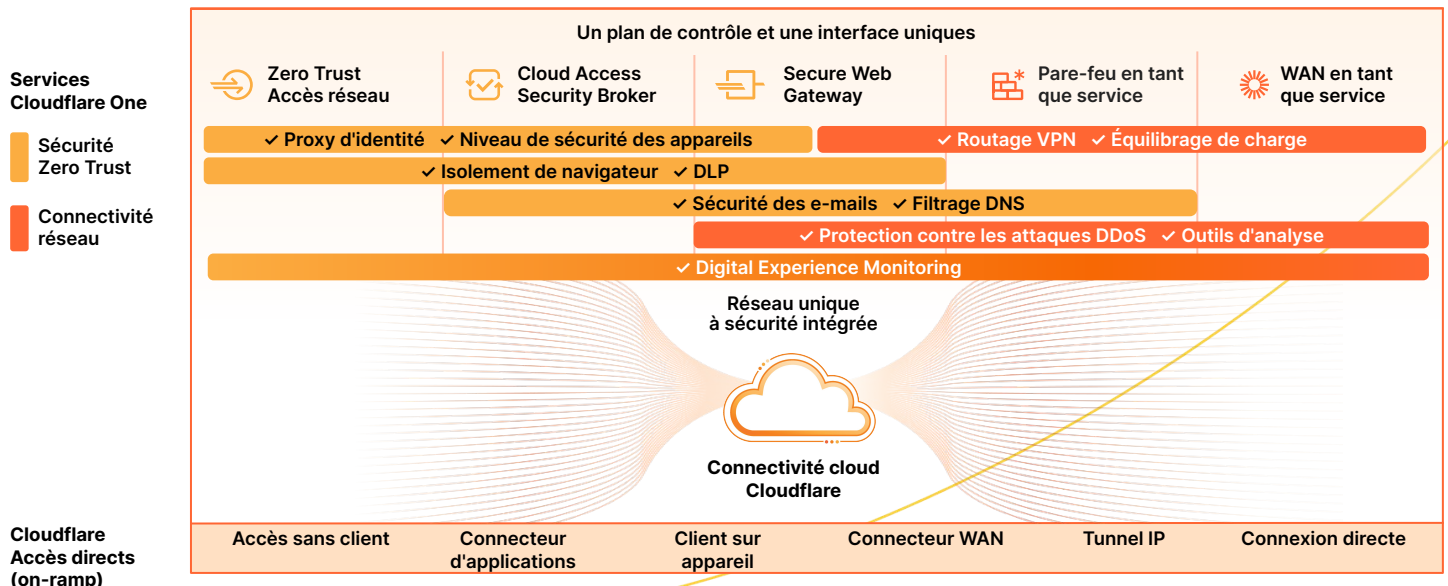 Un plan de contrôle et une interface uniques
Services
Cloudflare One
Zero Trust
Accès réseau
Cloud Access
Security Broker
Secure Web
Gateway
Pare-feu en tant
que service
WAN en tant
que service
Sécurité
Zero Trust
Connectivité
réseau
✓ Proxy d'identité ✓ Niveau de sécurité des appareils
✓ Routage VPN ✓ Équilibrage de charge
✓ Isolement de navigateur ✓ DLP
✓ Sécurité des e-mails ✓ Filtrage DNS
✓ Protection contre les attaques DDoS ✓ Outils d'analyse
✓ Digital Experience Monitoring
Réseau unique
à sécurité intégrée
Connectivité cloud
Cloudflare
Cloudflare
Accès directs
(on-ramp)
Accès sans client
Connecteur
d'applications
Client sur
appareil
Connecteur WAN
Tunnel IP
Connexion directe